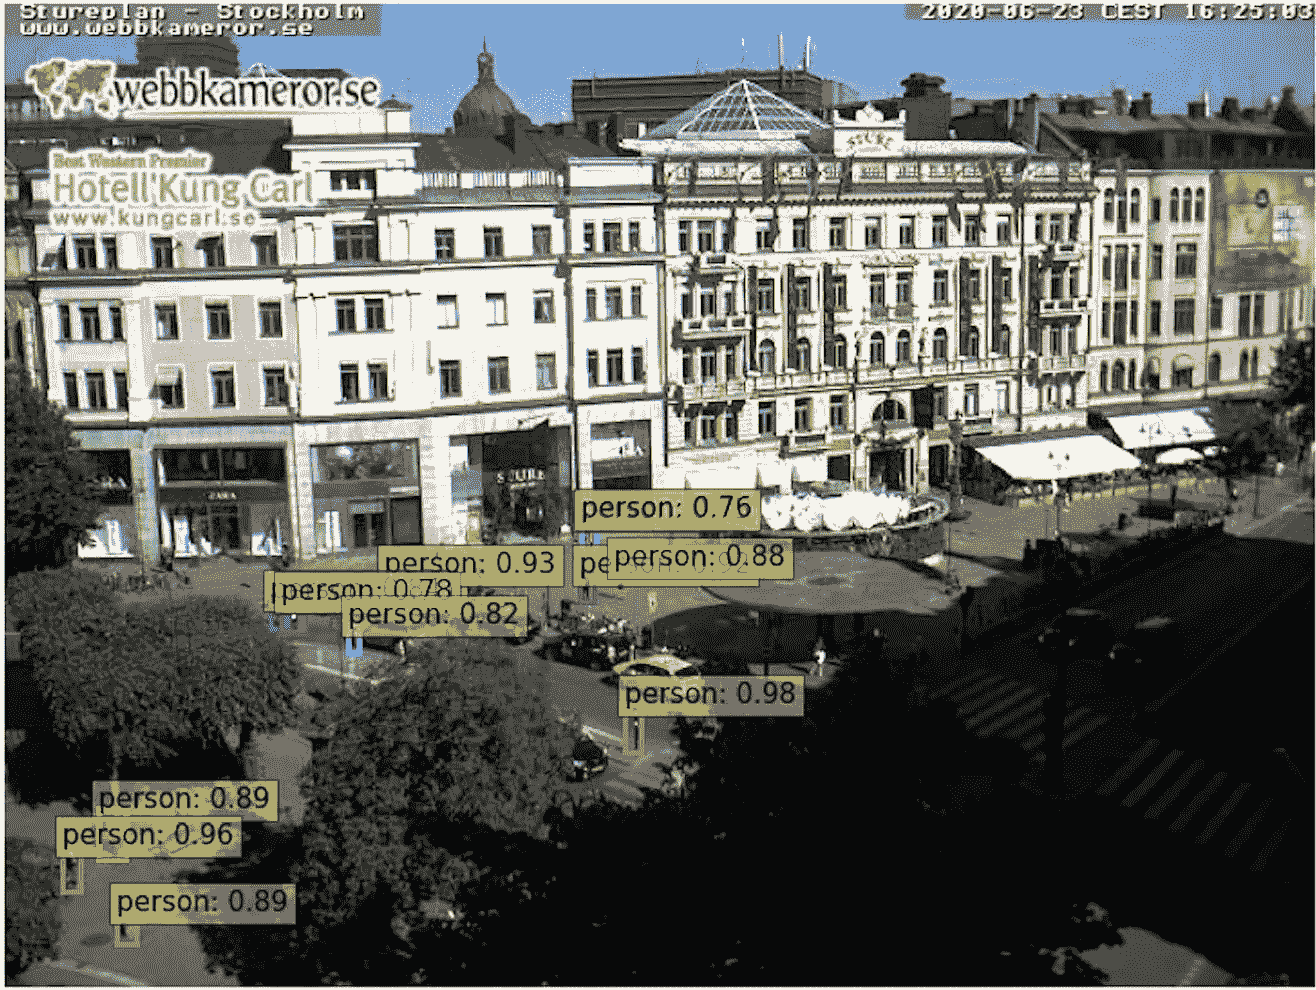 Stureplan - Stockholm
www.webbkameror.se
2020-06-23 CEST 16:25:03
webbkameror.se
Best Western Premier
Hotell Kung Carl
www.kungcarl.se
STURE
ZARA
person: 0.76
person: 0.93
person: 0.88
person: 0.78
person: 0.82
person: 0.98
person: 0.89
person: 0.96
person: 0.89